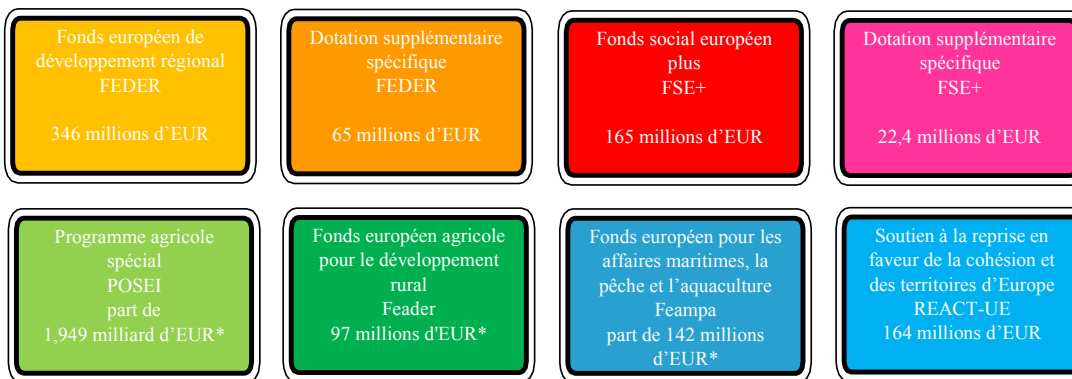 Fonds européen de
développement régional
FEDER
346 millions d’EUR
Dotation supplémentaire
spécifique
FEDER
65 millions d’EUR
Fonds social européen
plus
FSE+
165 millions d’EUR
Dotation supplémentaire
spécifique
FSE+
22,4 millions d’EUR
Programme agricole
spécial
POSEI
part de
1,949 milliard d’EUR*
Fonds européen agricole
pour le développement
rural
Feader
97 millions d'EUR*
Fonds européen pour les
affaires maritimes, la
pêche et l’aquaculture
Feampa
part de 142 millions
d’EUR*
Soutien à la reprise en
faveur de la cohésion et
des territoires d’Europe
REACT-UE
164 millions d’EUR